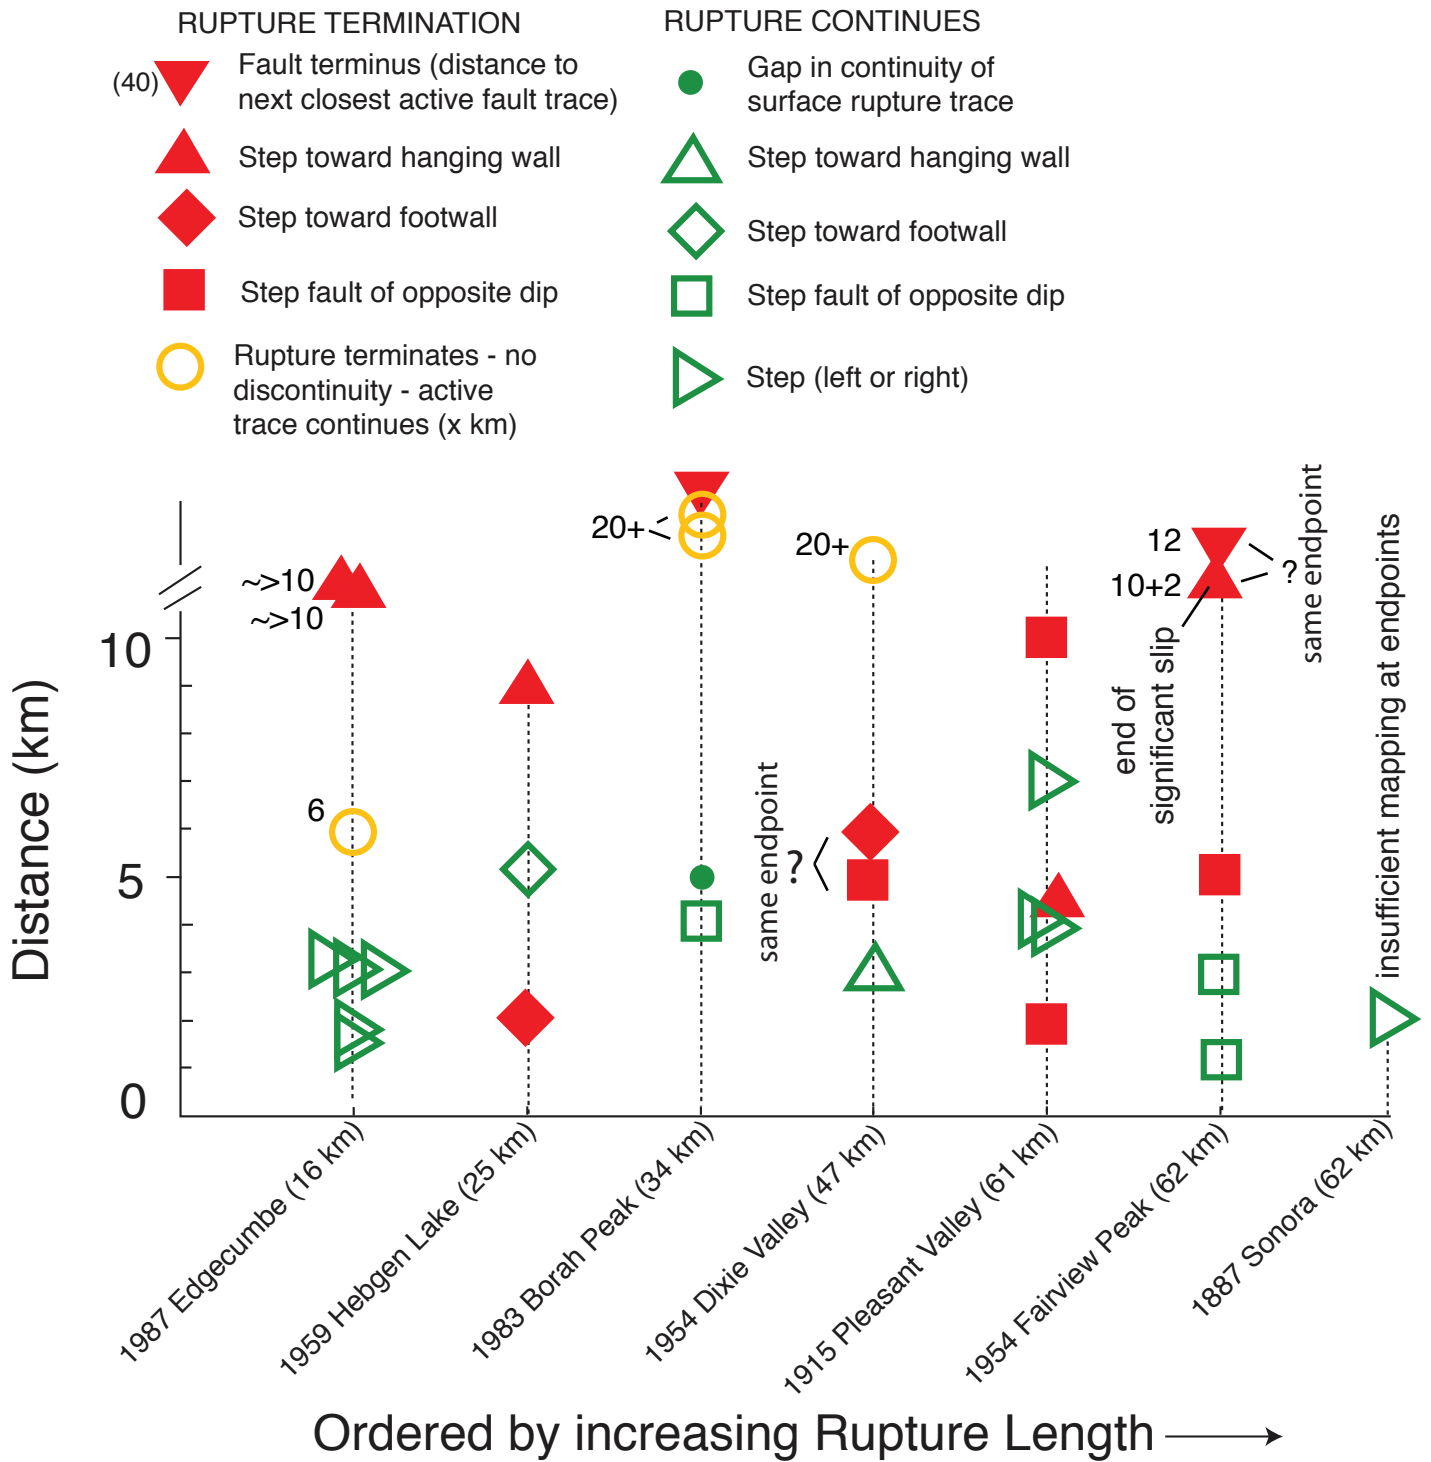 RUPTURE TERMINATION
(40)
Fault terminus (distance to
next closest active fault trace)
Step toward hanging wall
Step toward footwall
Step fault of opposite dip
Rupture terminates - no
discontinuity - active
trace continues (x km)
RUPTURE CONTINUES
Gap in continuity of
surface rupture trace
Step toward hanging wall
Step toward footwall
Step fault of opposite dip
Step (left or right)
Distance (km)
10
5
0
~>10
~>10
6
20+
20+
same endpoint
?
12
10+2
?
same endpoint
end of
significant slip
insufficient mapping at endpoints
1987 Edgecumbe (16 km)
1959 Hebgen Lake (25 km)
1983 Borah Peak (34 km)
1954 Dixie Valley (47 km)
1915 Pleasant Valley (61 km)
1954 Fairview Peak (62 km)
1887 Sonora (62 km)
Ordered by increasing Rupture Length